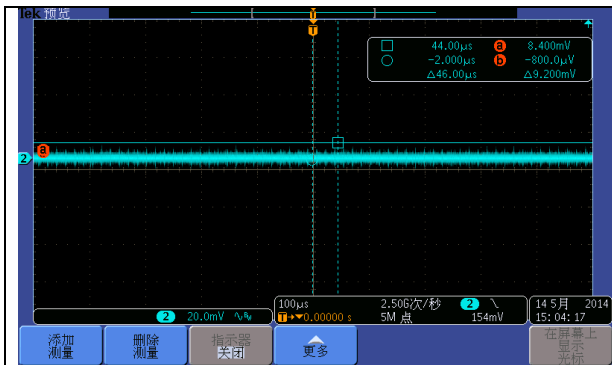 Tek 预览
T
T
44.00μs a 8.400mV
-2.000μs b -800.0μV
Δ46.00μs Δ9.200mV
a
2
2 20.0mV
100μs 2.50G次/秒 2
T 0.00000 s 5M 点 154mV
14 5月 2014
15:04:17
添加
测量
删除
测量
指示器
关闭
更多
在屏幕上
显示
光标